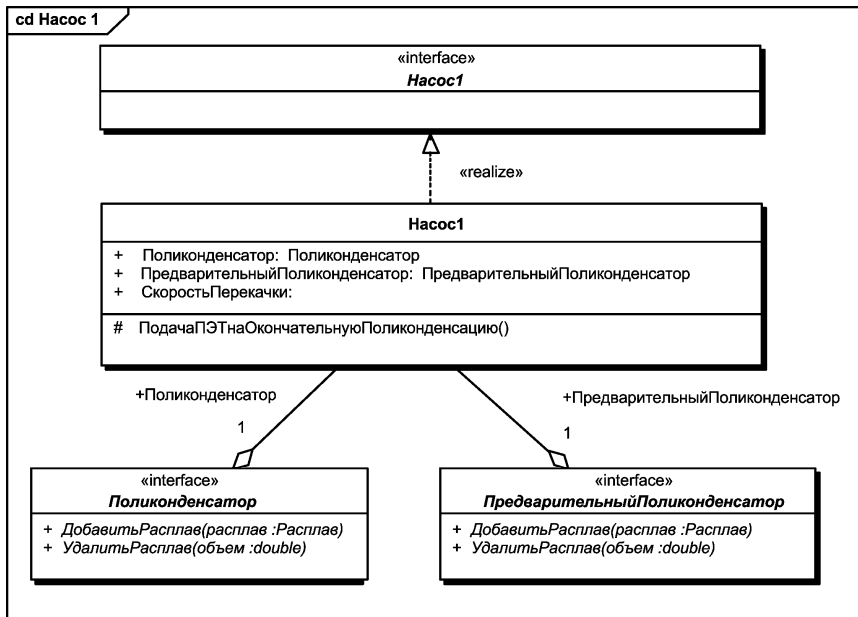 cd Насос 1
«interface»
Насос1
«realize»
Насос1
+ Поликонденсатор: Поликонденсатор
+ ПредварительныйПоликонденсатор: ПредварительныйПоликонденсатор
+ СкоростьПерекачки:
# ПодачаПЭТнаОкончательнуюПоликонденсацию()
+Поликонденсатор
+ПредварительныйПоликонденсатор
1
1
«interface»
Поликонденсатор
+ ДобавитьРасплав(расплав :Расплав)
+ УдалитьРасплав(объем :double)
«interface»
ПредварительныйПоликонденсатор
+ ДобавитьРасплав(расплав :Расплав)
+ УдалитьРасплав(объем :double)